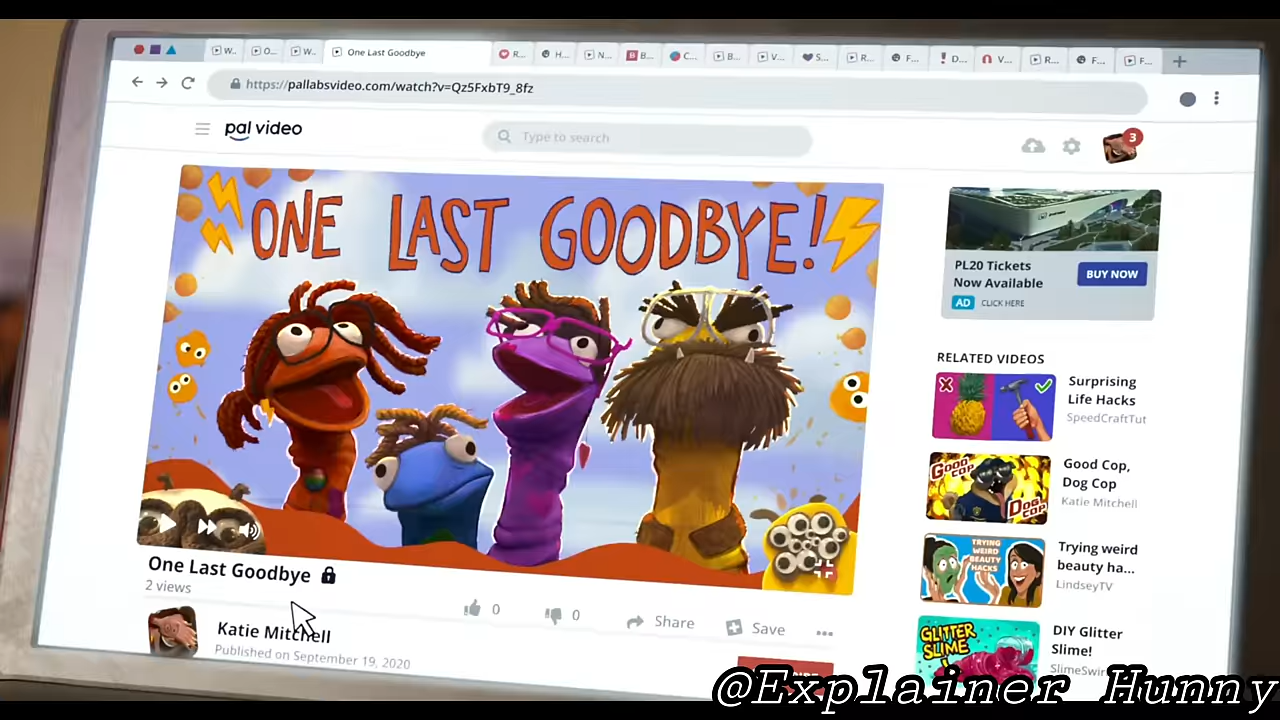 W..
O...
W..
One Last Goodbye
R...
H...
N...
B
B...
C...
B...
V...
S...
R...
F...
D...
V...
R...
F...
F...
https://pallabsvideo.com/watch?v=Qz5FxbT9_8fz
pal video
Type to search
3
ONE LAST GOODBYE!
PL20 Tickets
Now Available
BUY NOW
AD CLICK HERE
RELATED VIDEOS
Surprising
Life Hacks
SpeedCraftTut
GOOD COP
DOG COP
Good Cop,
Dog Cop
Katie Mitchell
TRYING
WEIRD
BEAUTY
HACKS
Trying weird
beauty ha...
LindseyTV
GLITTER
SLIME
DIY Glitter
Slime!
SlimeSwir
One Last Goodbye
2 views
0
0
Share
Save
Katie Mitchell
Published on September 19, 2020
@Explainer Hunny